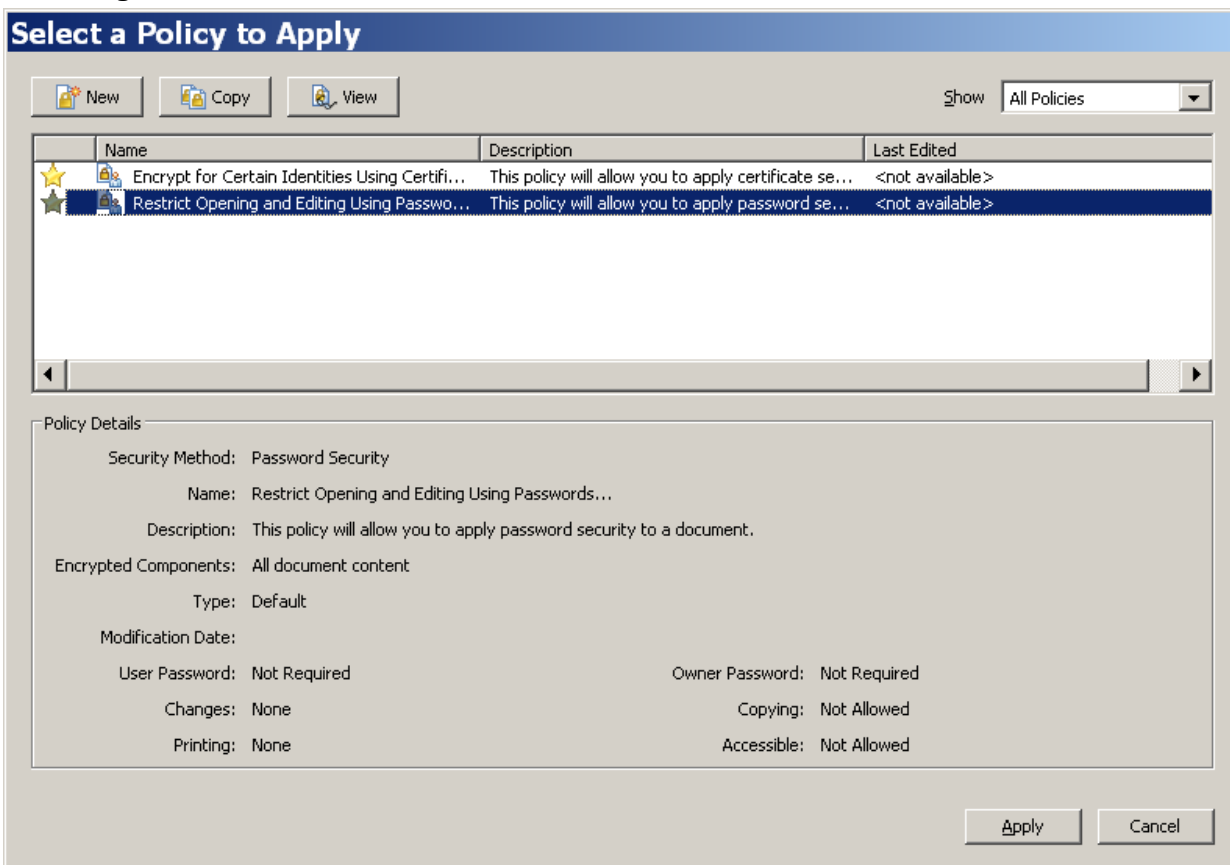 Select a Policy to Apply
New Copy View Show All Policies
Name Description Last Edited
Encrypt for Certain Identities Using Certifi... This policy will allow you to apply certificate se... <not available>
Restrict Opening and Editing Using Passwo... This policy will allow you to apply password se... <not available>
Policy Details
Security Method: Password Security
Name: Restrict Opening and Editing Using Passwords...
Description: This policy will allow you to apply password security to a document.
Encrypted Components: All document content
Type: Default
Modification Date:
User Password: Not Required Owner Password: Not Required
Changes: None Copying: Not Allowed
Printing: None Accessible: Not Allowed
Apply Cancel